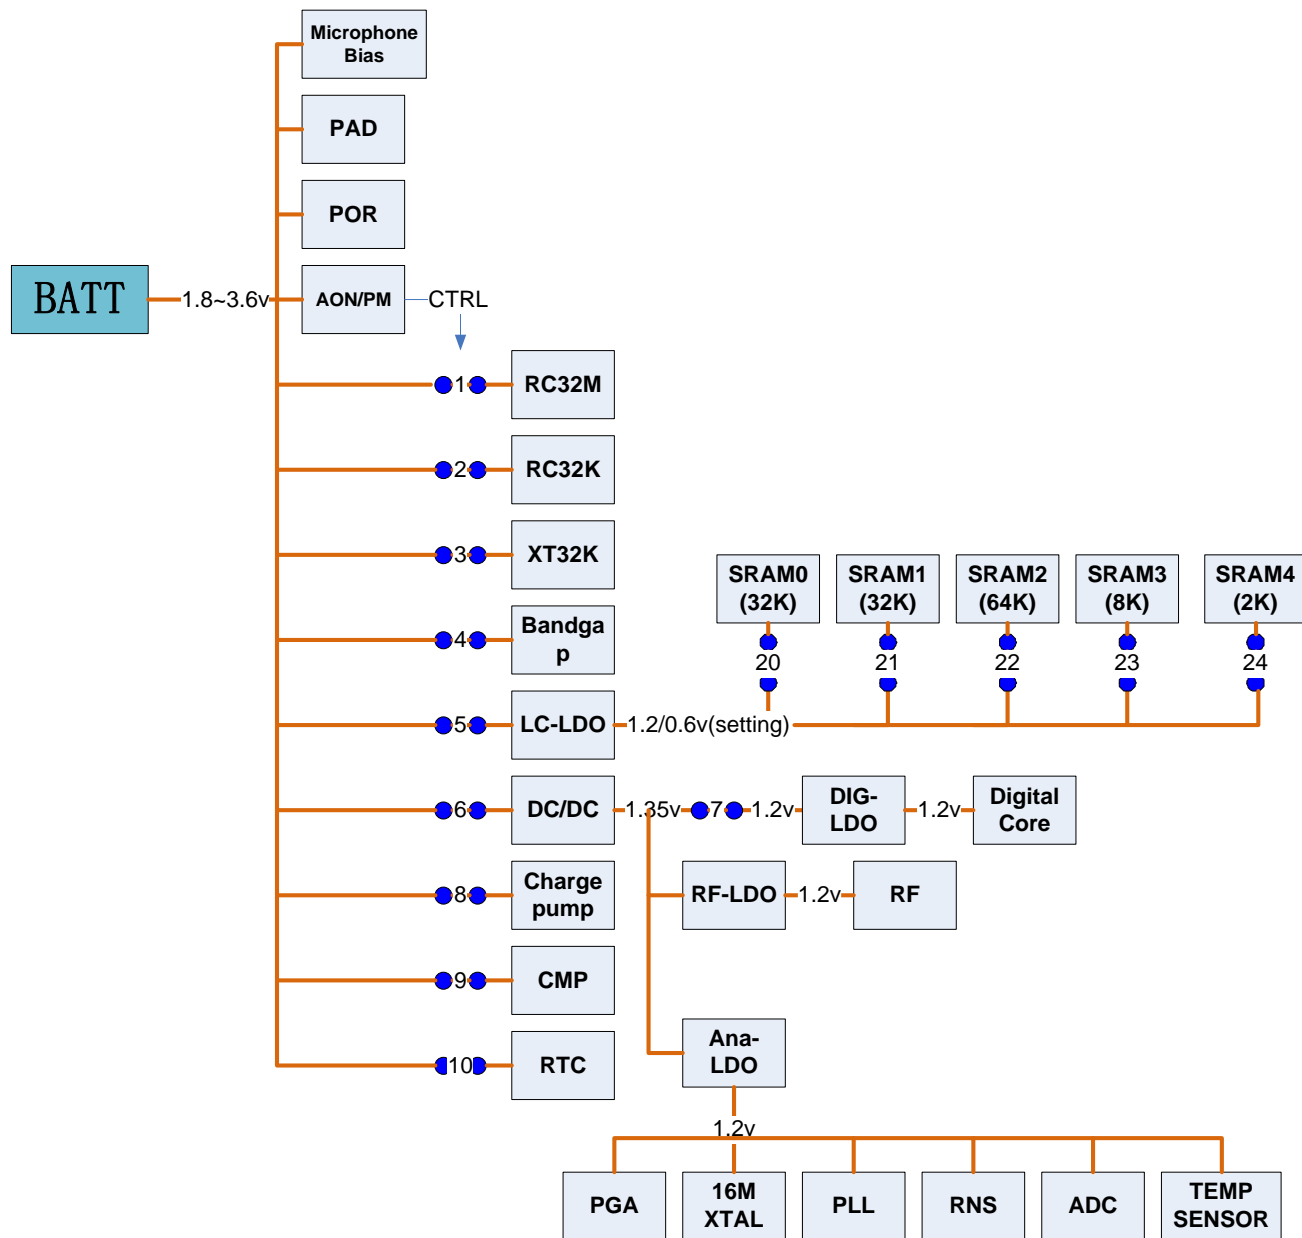 Microphone
Bias
PAD
POR
BATT
1.8~3.6v
AON/PM
CTRL
1
RC32M
2
RC32K
3
XT32K
SRAM0
(32K)
SRAM1
(32K)
SRAM2
(64K)
SRAM3
(8K)
SRAM4
(2K)
4
Bandga
p
20
21
22
23
24
5
LC-LDO
1.2/0.6v(setting)
6
DC/DC
1.35v
7
1.2v
DIG-
LDO
1.2v
Digital
Core
8
Charge
pump
RF-LDO
1.2v
RF
9
CMP
Ana-
LDO
10
RTC
1.2v
PGA
16M
XTAL
PLL
RNS
ADC
TEMP
SENSOR